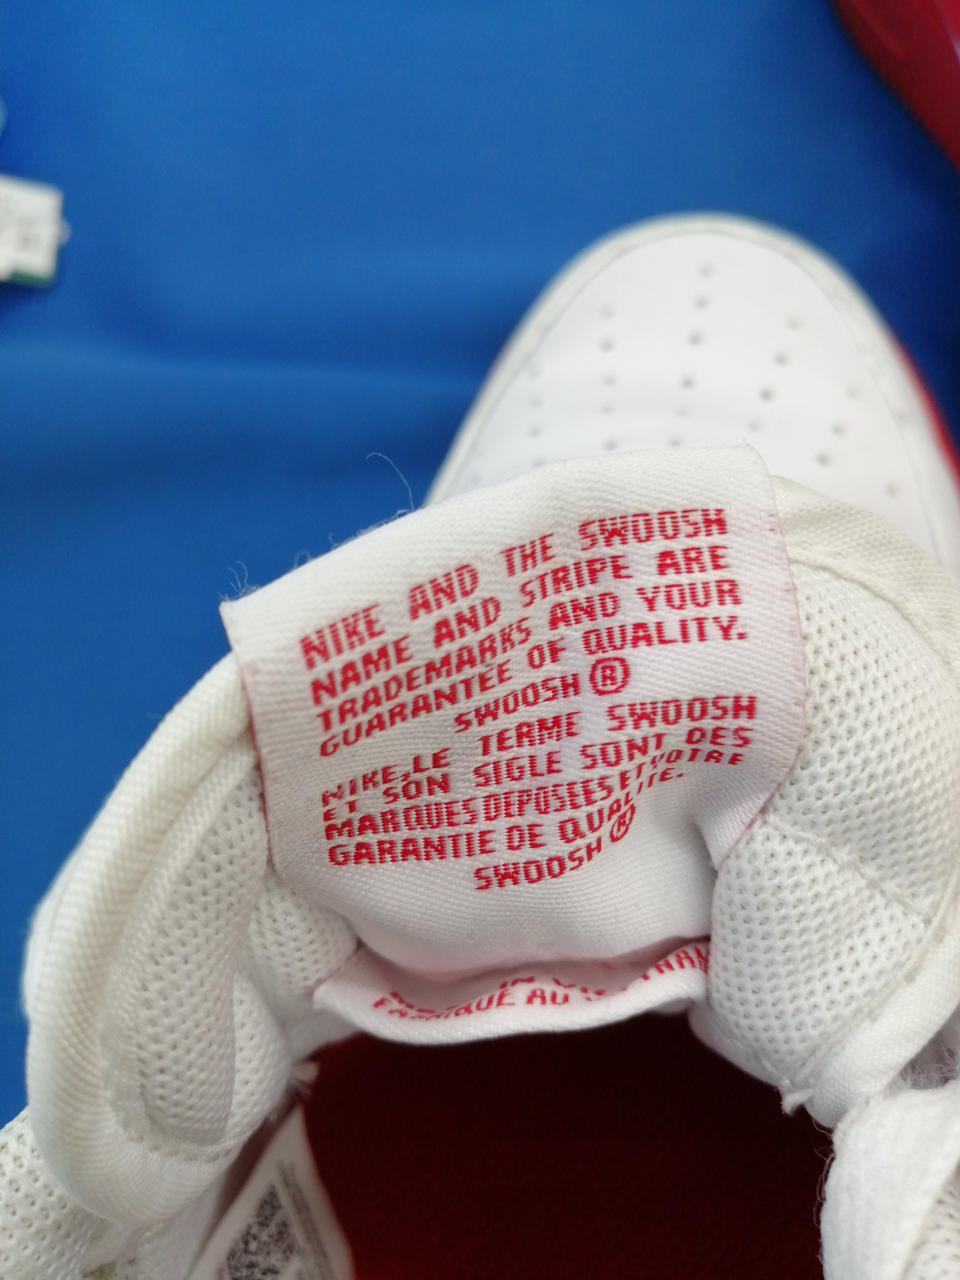 NIKE AND THE SWOOSH
NAME AND STRIPE ARE
TRADEMARKS AND YOUR
GUARANTEE OF QUALITY.
SWOOSH®
NIKE,LE TERME SWOOSH
ET SON SIGLE SONT DES
MARQUES DEPOSEES ET VOTRE
GARANTIE DE QUALITE.
SWOOSH®
IN
FABRIQUE AU